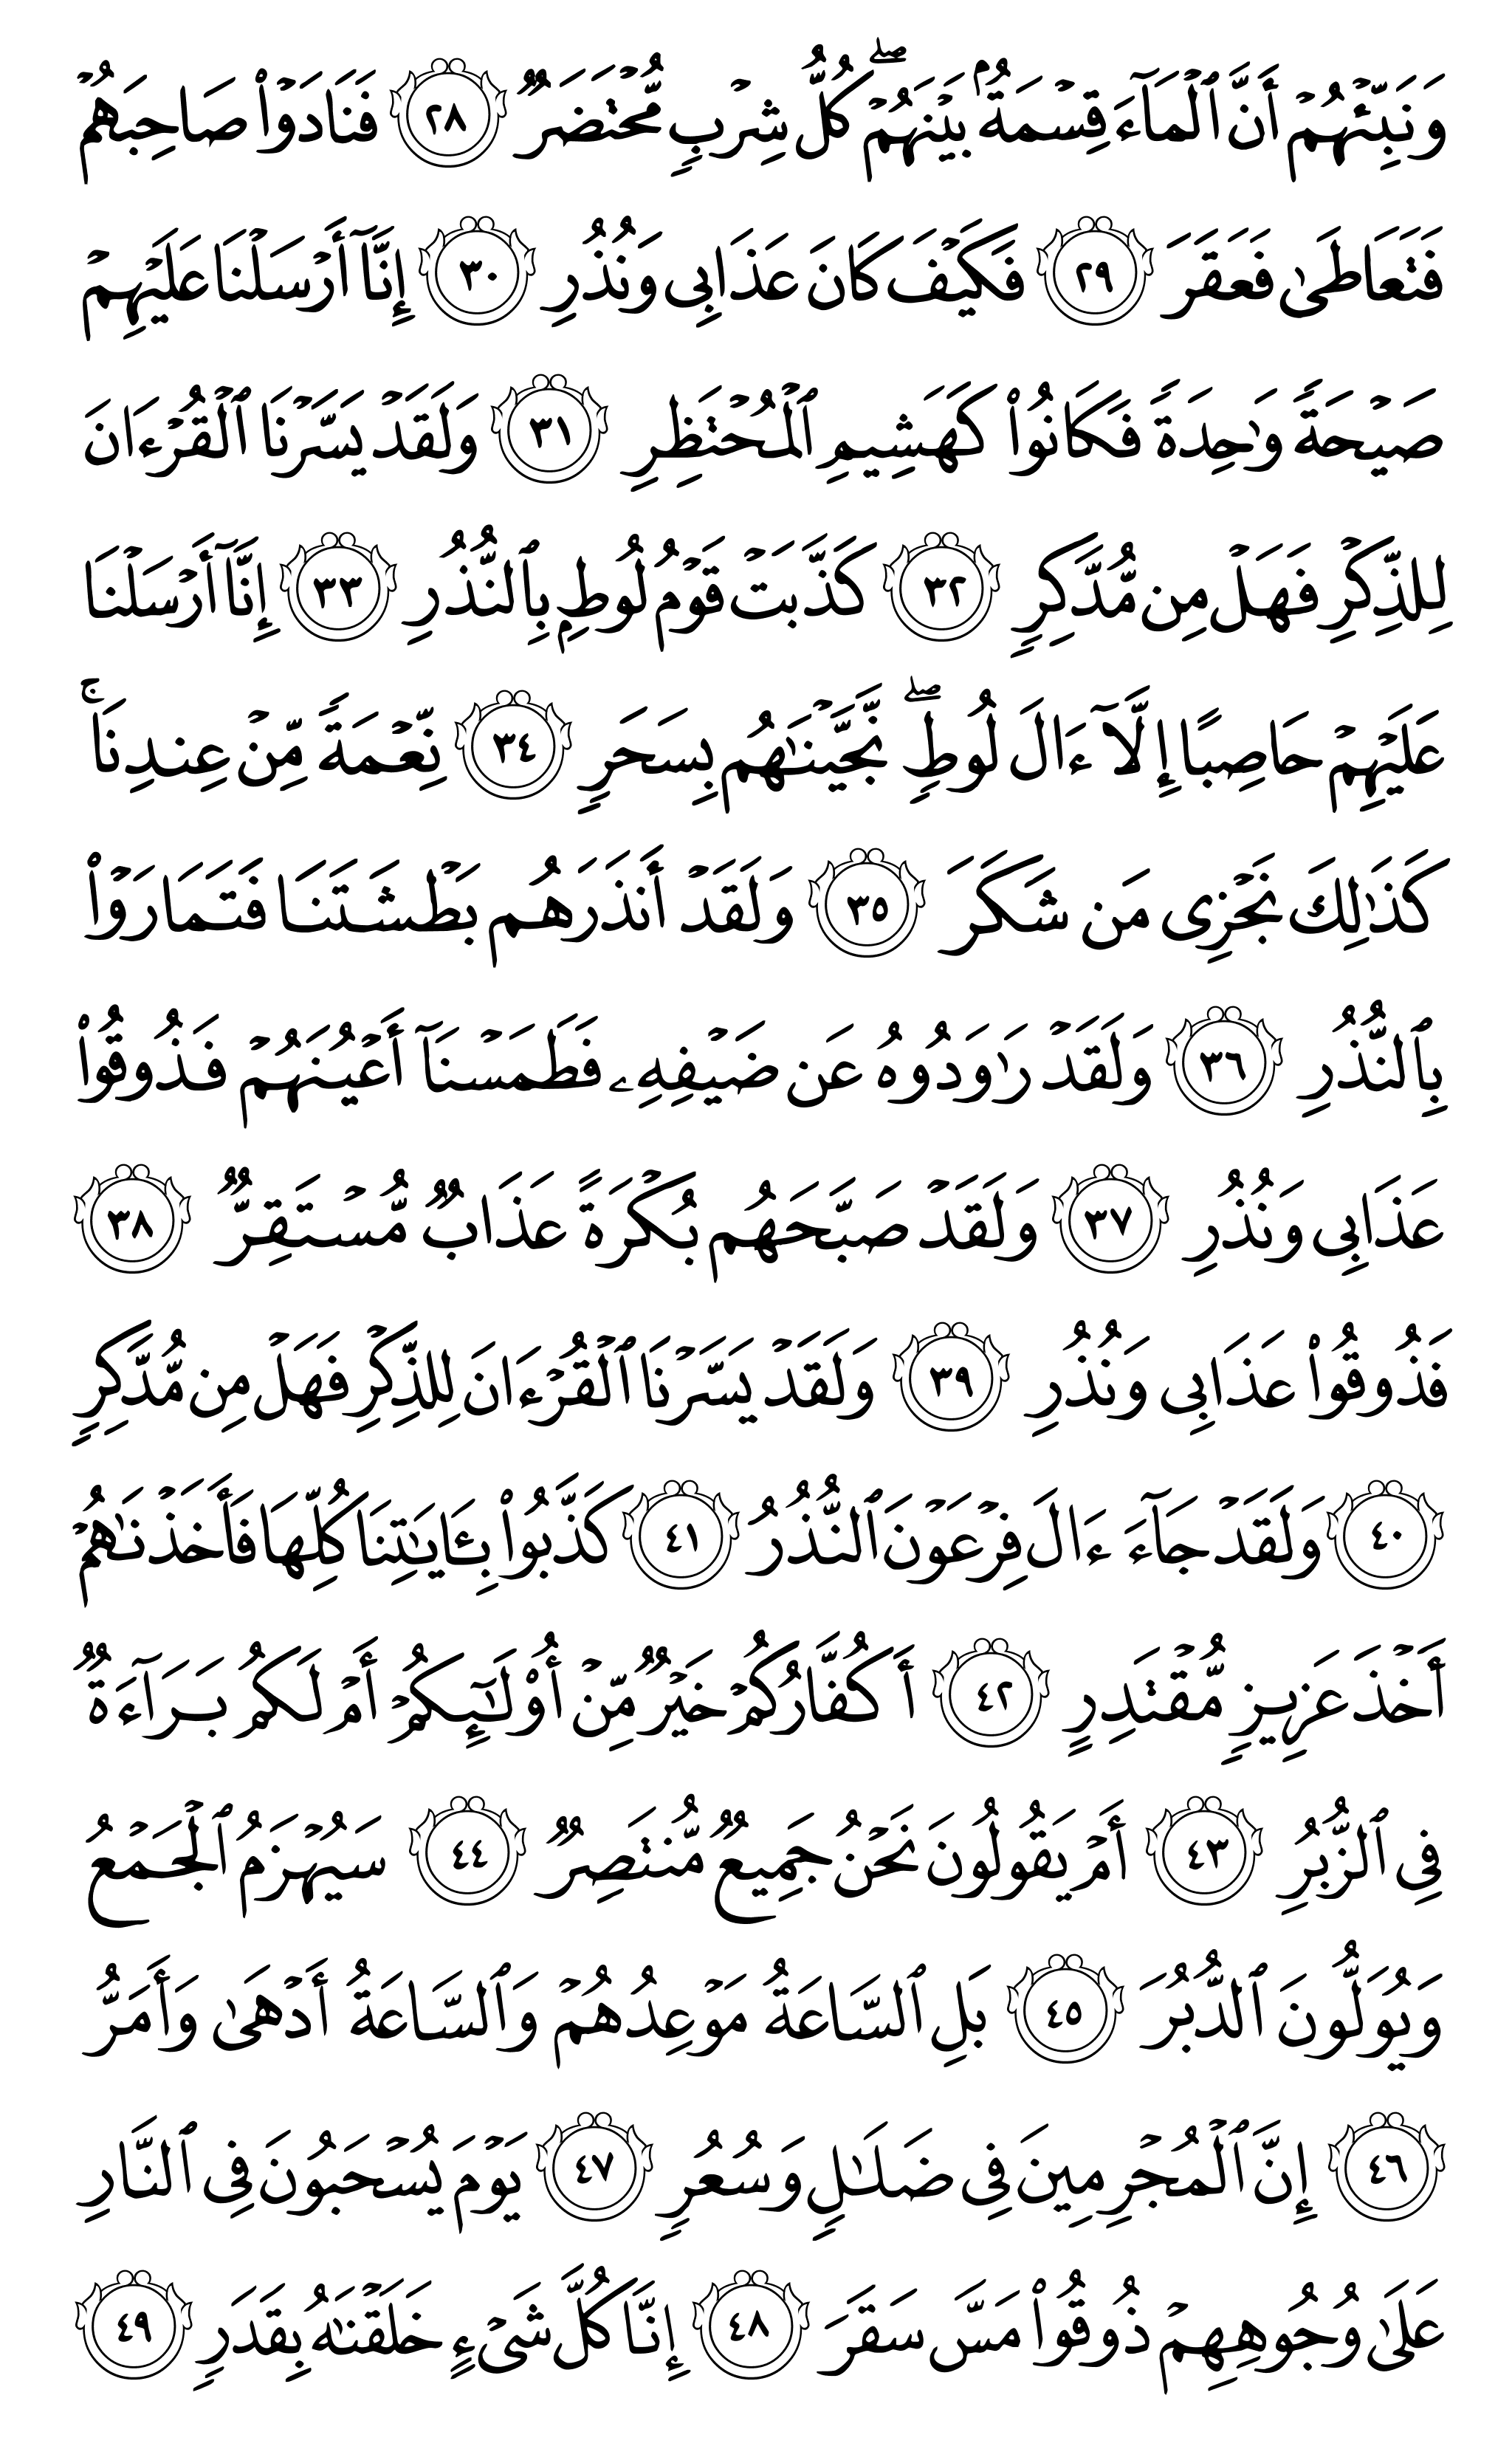 وَنَبِّئۡهُمۡ أَنَّ ٱلۡمَآءَ قِسۡمَةُۢ بَيۡنَهُمۡۖ كُلُّ شِرۡبٖ مُّحۡتَضَرٞ ٢٨ فَنَادَوۡاْ صَاحِبَهُمۡ
فَتَعَاطَىٰ فَعَقَرَ ٢٩ فَكَيۡفَ كَانَ عَذَابِي وَنُذُرِ ٣٠ إِنَّآ أَرۡسَلۡنَا عَلَيۡهِمۡ
صَيۡحَةٗ وَٰحِدَةٗ فَكَانُواْ كَهَشِيمِ ٱلۡمُحۡتَظِرِ ٣١ وَلَقَدۡ يَسَّرۡنَا ٱلۡقُرۡءَانَ
لِلذِّكۡرِ فَهَلۡ مِن مُّدَّكِرٖ ٣٢ كَذَّبَتۡ قَوۡمُ لُوطِۭ بِٱلنُّذُرِ ٣٣ إِنَّآ أَرۡسَلۡنَا
عَلَيۡهِمۡ حَاصِبًا إِلَّآ ءَالَ لُوطٖۖ نَّجَّيۡنَٰهُم بِسَحَرٖ ٣٤ نِّعۡمَةٗ مِّنۡ عِندِنَاۚ
كَذَٰلِكَ نَجۡزِي مَن شَكَرَ ٣٥ وَلَقَدۡ أَنذَرَهُم بَطۡشَتَنَا فَتَمَارَوۡاْ
بِٱلنُّذُرِ ٣٦ وَلَقَدۡ رَٰوَدُوهُ عَن ضَيۡفِهِۦ فَطَمَسۡنَآ أَعۡيُنَهُمۡ فَذُوقُواْ
عَذَابِي وَنُذُرِ ٣٧ وَلَقَدۡ صَبَّحَهُم بُكۡرَةً عَذَابٞ مُّسۡتَقِرّٞ ٣٨
فَذُوقُواْ عَذَابِي وَنُذُرِ ٣٩ وَلَقَدۡ يَسَّرۡنَا ٱلۡقُرۡءَانَ لِلذِّكۡرِ فَهَلۡ مِن مُّدَّكِرٖ
٤٠ وَلَقَدۡ جَآءَ ءَالَ فِرۡعَوۡنَ ٱلنُّذُرُ ٤١ كَذَّبُواْ بِـَٔايَٰتِنَا كُلِّهَا فَأَخَذۡنَٰهُمۡ
أَخۡذَ عَزِيزٖ مُّقۡتَدِرٍ ٤٢ أَكُفَّارُكُمۡ خَيۡرٞ مِّنۡ أُوْلَٰٓئِكُمۡ أَمۡ لَكُم بَرَآءَةٞ
فِي ٱلزُّبُرِ ٤٣ أَمۡ يَقُولُونَ نَحۡنُ جَمِيعٞ مُّنتَصِرٞ ٤٤ سَيُهۡزَمُ ٱلۡجَمۡعُ
وَيُوَلُّونَ ٱلدُّبُرَ ٤٥ بَلِ ٱلسَّاعَةُ مَوۡعِدُهُمۡ وَٱلسَّاعَةُ أَدۡهَىٰ وَأَمَرُّ
٤٦ إِنَّ ٱلۡمُجۡرِمِينَ فِي ضَلَٰلٖ وَسُعُرٖ ٤٧ يَوۡمَ يُسۡحَبُونَ فِي ٱلنَّارِ
عَلَىٰ وُجُوهِهِمۡ ذُوقُواْ مَسَّ سَقَرَ ٤٨ إِنَّا كُلَّ شَيۡءٍ خَلَقۡنَٰهُ بِقَدَرٖ ٤٩